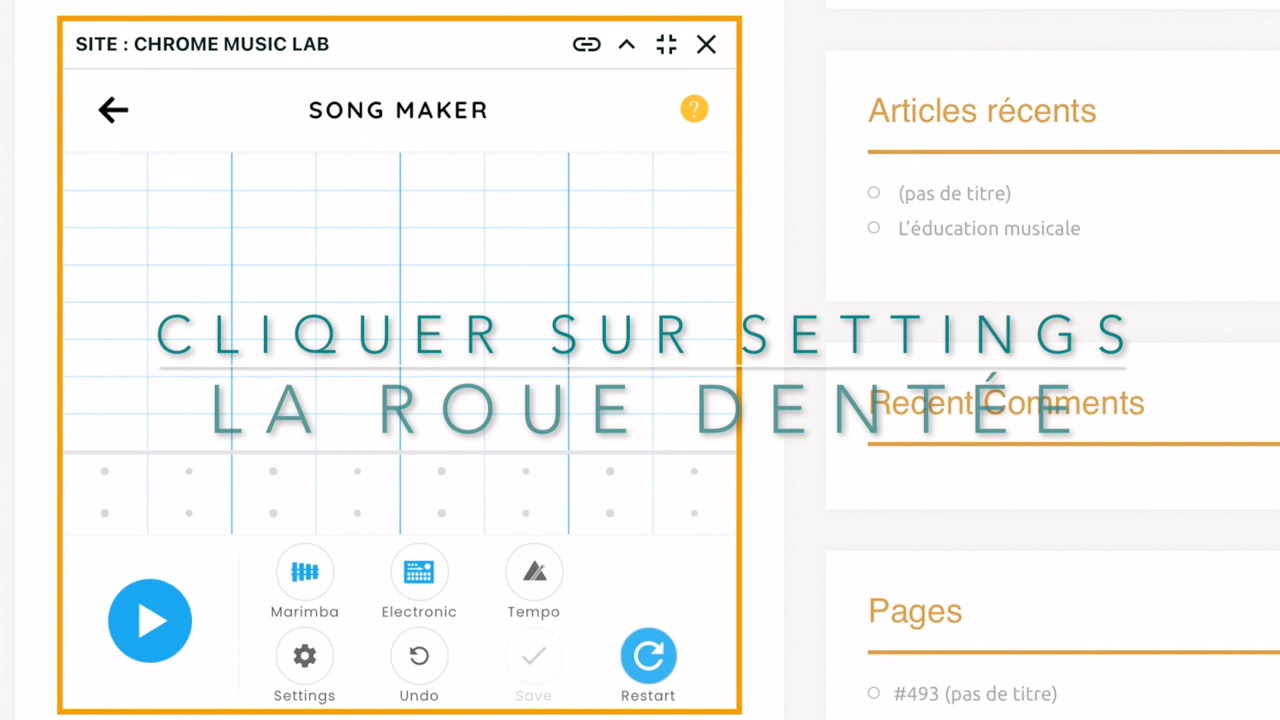 SITE : CHROME MUSIC LAB
SONG MAKER
?
CLIQUER SUR SETTINGS
LA ROUE DENTÉE
Marimba
Electronic
Tempo
Settings
Undo
Save
Restart
Articles récents
(pas de titre)
L'éducation musicale
Recent Comments
Pages
#493 (pas de titre)